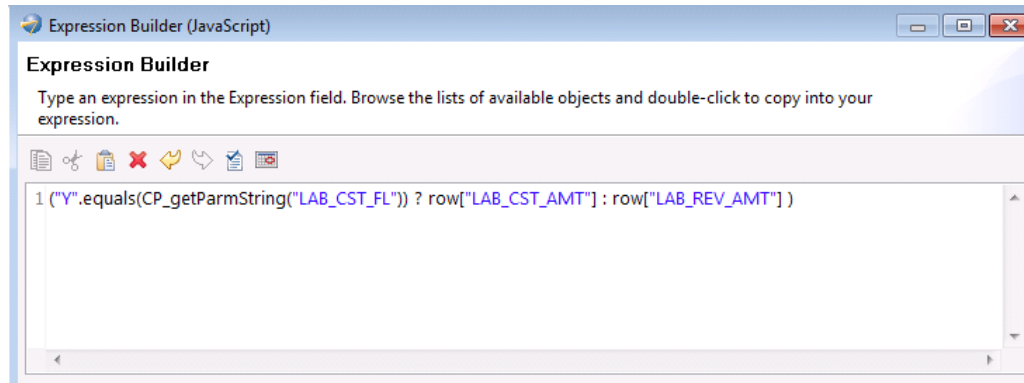 Expression Builder (JavaScript)
Expression Builder
Type an expression in the Expression field. Browse the lists of available objects and double-click to copy into your
expression.
1 ("Y".equals(CP_getParmString("LAB_CST_FL")) ? row["LAB_CST_AMT"] : row["LAB_REV_AMT"] )